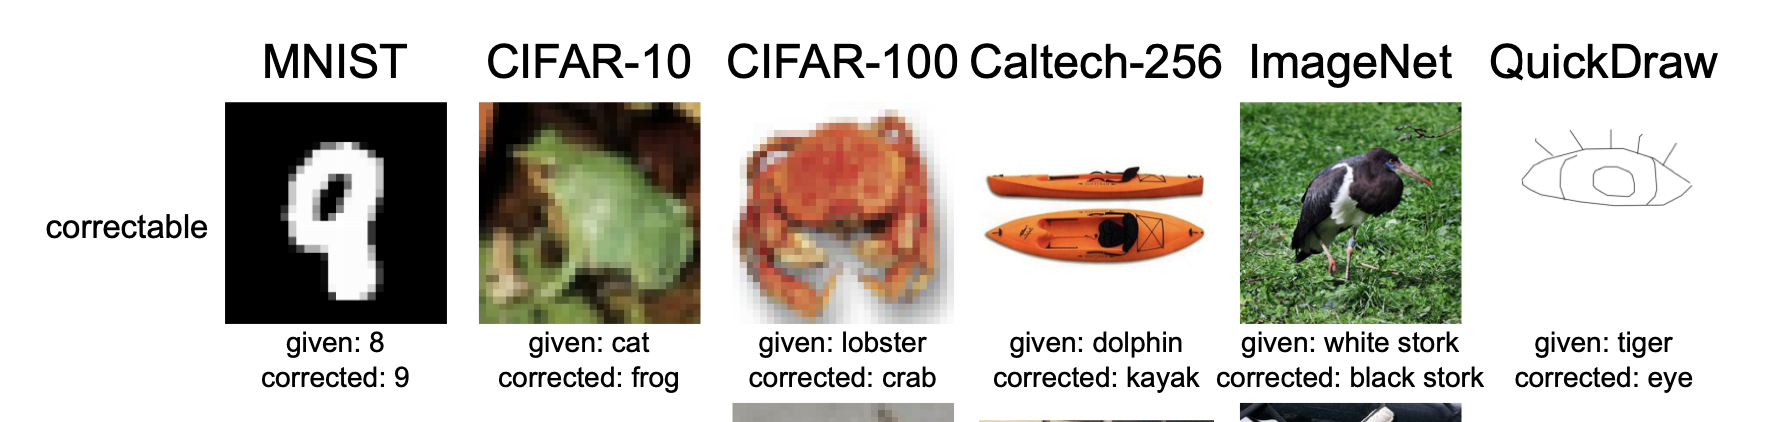 MNIST CIFAR-10 CIFAR-100 Caltech-256 ImageNet QuickDraw
correctable
given: 8 given: cat given: lobster given: dolphin given: white stork given: tiger
corrected: 9 corrected: frog corrected: crab corrected: kayak corrected: black stork corrected: eye